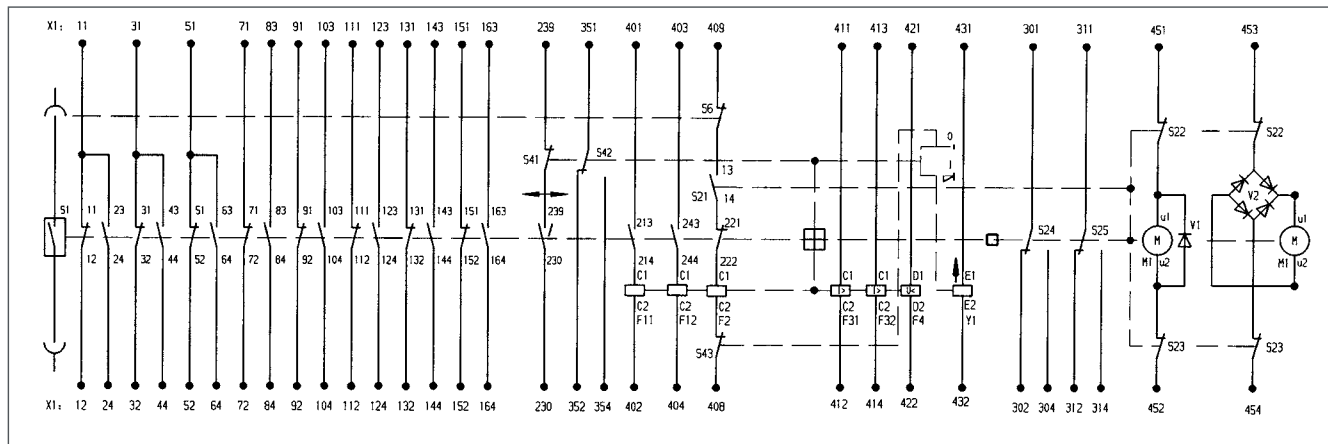 X1: 11 31 51 71 83 91 103 111 123 131 143 151 163 239 351 401 403 409 411 413 421 431 301 311 451 453
S6
S22 S22
0
S41 S42
13
V2
S21 14
S1 11 23 31 43 51 63 71 83 91 103 111 123 131 143 151 163 239 213 243 221 S24 S25 u1 V1 u1
M M
12 24 32 44 52 64 72 84 92 104 112 124 132 144 152 164 230 214 244 222 M1 u2 M1 u2
C1 C1 C1 C1 C1 D1 E1
> > U<
C2 C2 C2 C2 C2 D2 E2
F11 F12 F2 F31 F32 F4 Y1
S43 S23 S23
X1: 12 24 32 44 52 64 72 84 92 104 112 124 132 144 152 164 230 352 354 402 404 408 412 414 422 432 302 304 312 314 452 454